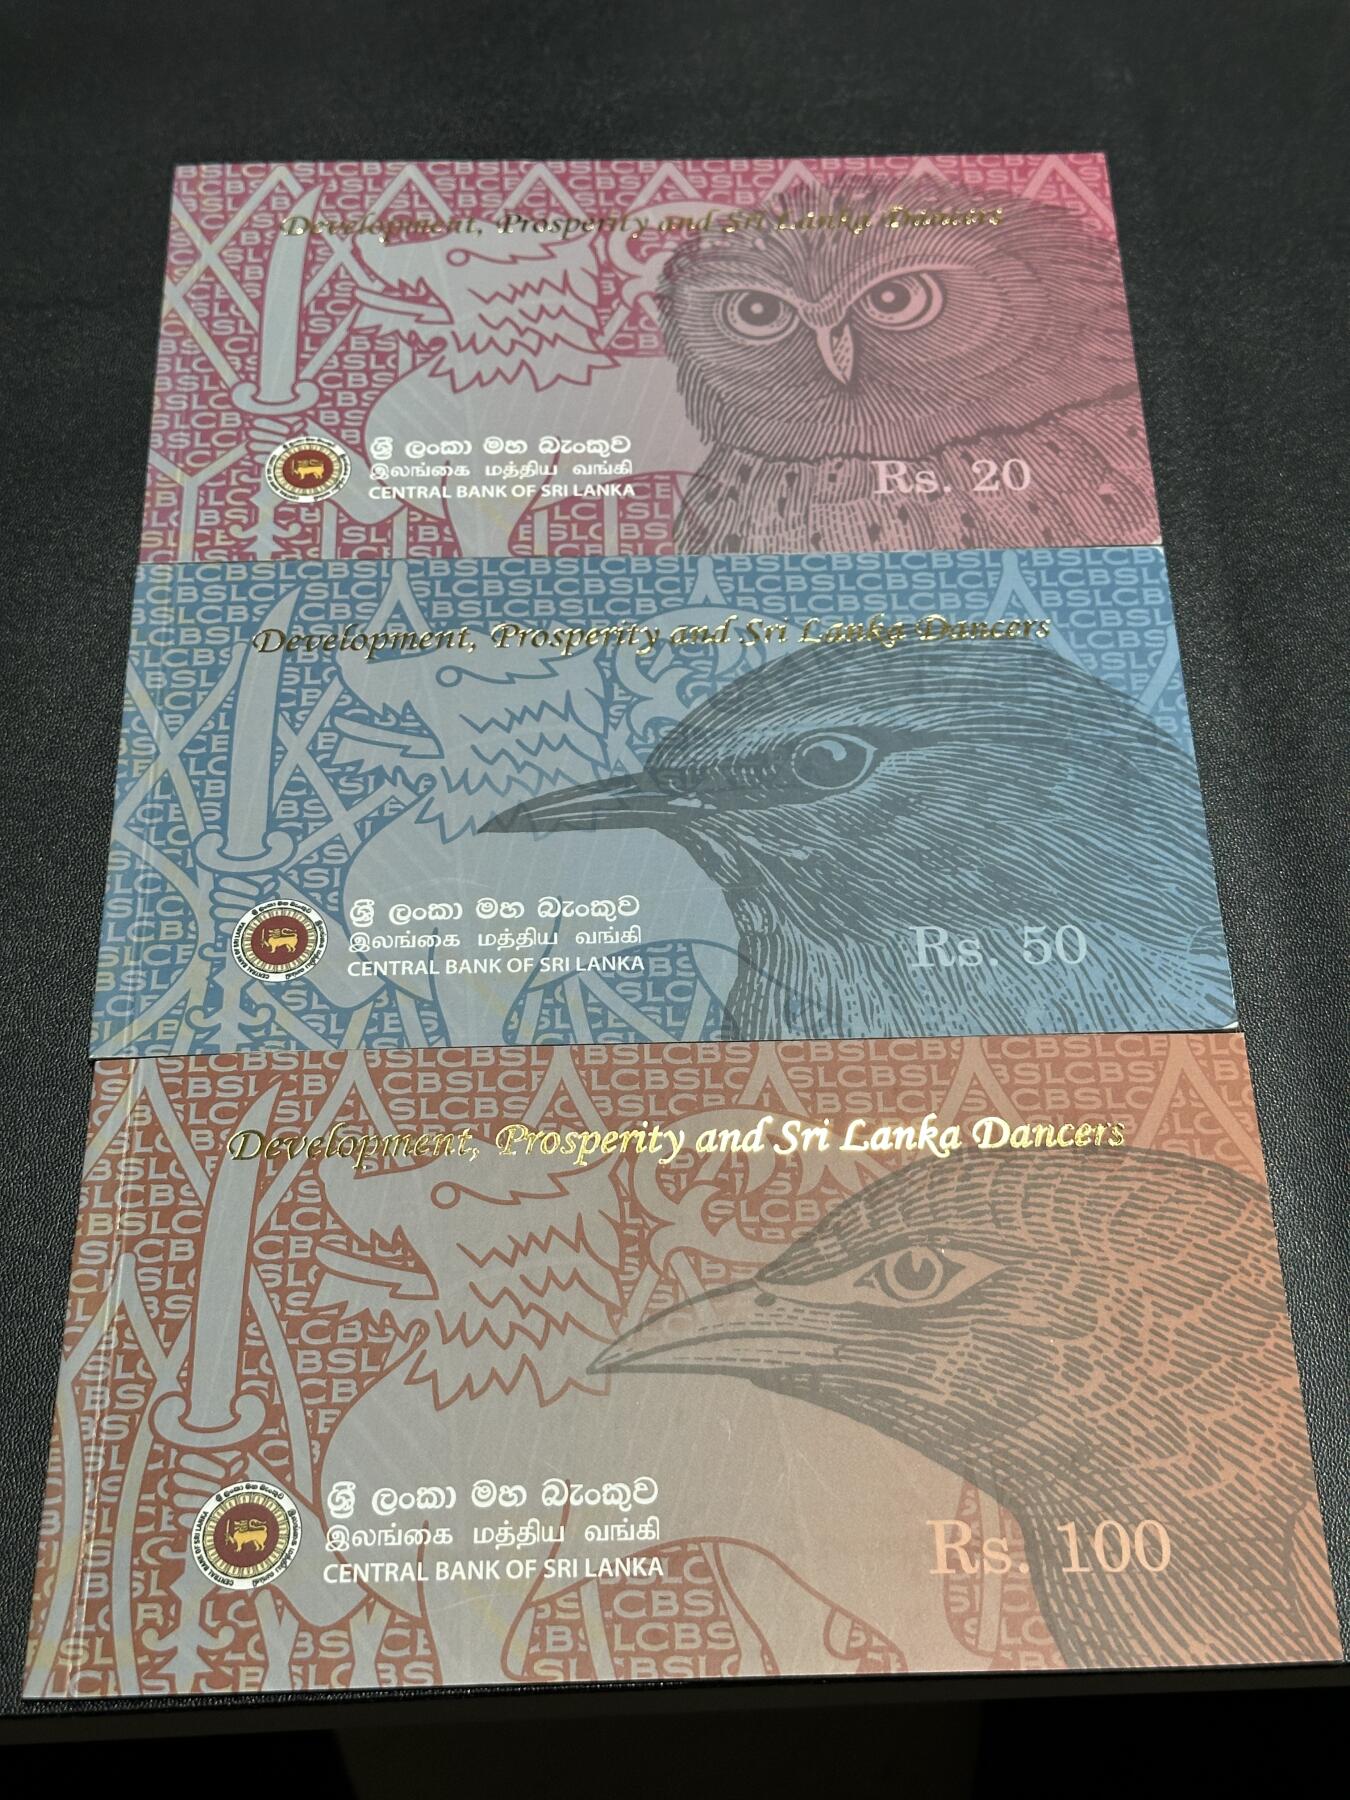 Development, Prosperity and Sri Lanka Dancers
ශ්‍රී ලංකා මහ බැංකුව
இலங்கை மத்திய வங்கி
CENTRAL BANK OF SRI LANKA
Rs. 20
Development, Prosperity and Sri Lanka Dancers
ශ්‍රී ලංකා මහ බැංකුව
இலங்கை மத்திய வங்கி
CENTRAL BANK OF SRI LANKA
Rs. 50
Development, Prosperity and Sri Lanka Dancers
ශ්‍රී ලංකා මහ බැංකුව
இலங்கை மத்திய வங்கி
CENTRAL BANK OF SRI LANKA
Rs. 100